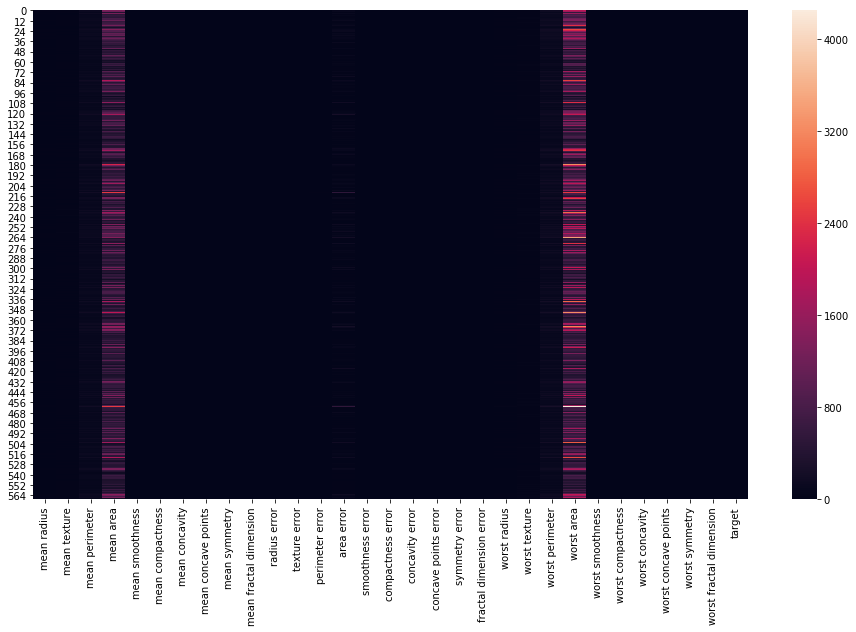 0
12
24
36
48
60
72
84
96
108
120
132
144
156
168
180
192
204
216
228
240
252
264
276
288
300
312
324
336
348
360
372
384
396
408
420
432
444
456
468
480
492
504
516
528
540
552
564
mean radius
mean texture
mean perimeter
mean area
mean smoothness
mean compactness
mean concavity
mean concave points
mean symmetry
mean fractal dimension
radius error
texture error
perimeter error
area error
smoothness error
compactness error
concavity error
concave points error
symmetry error
fractal dimension error
worst radius
worst texture
worst perimeter
worst area
worst smoothness
worst compactness
worst concavity
worst concave points
worst symmetry
worst fractal dimension
target
4000
3200
2400
1600
800
0